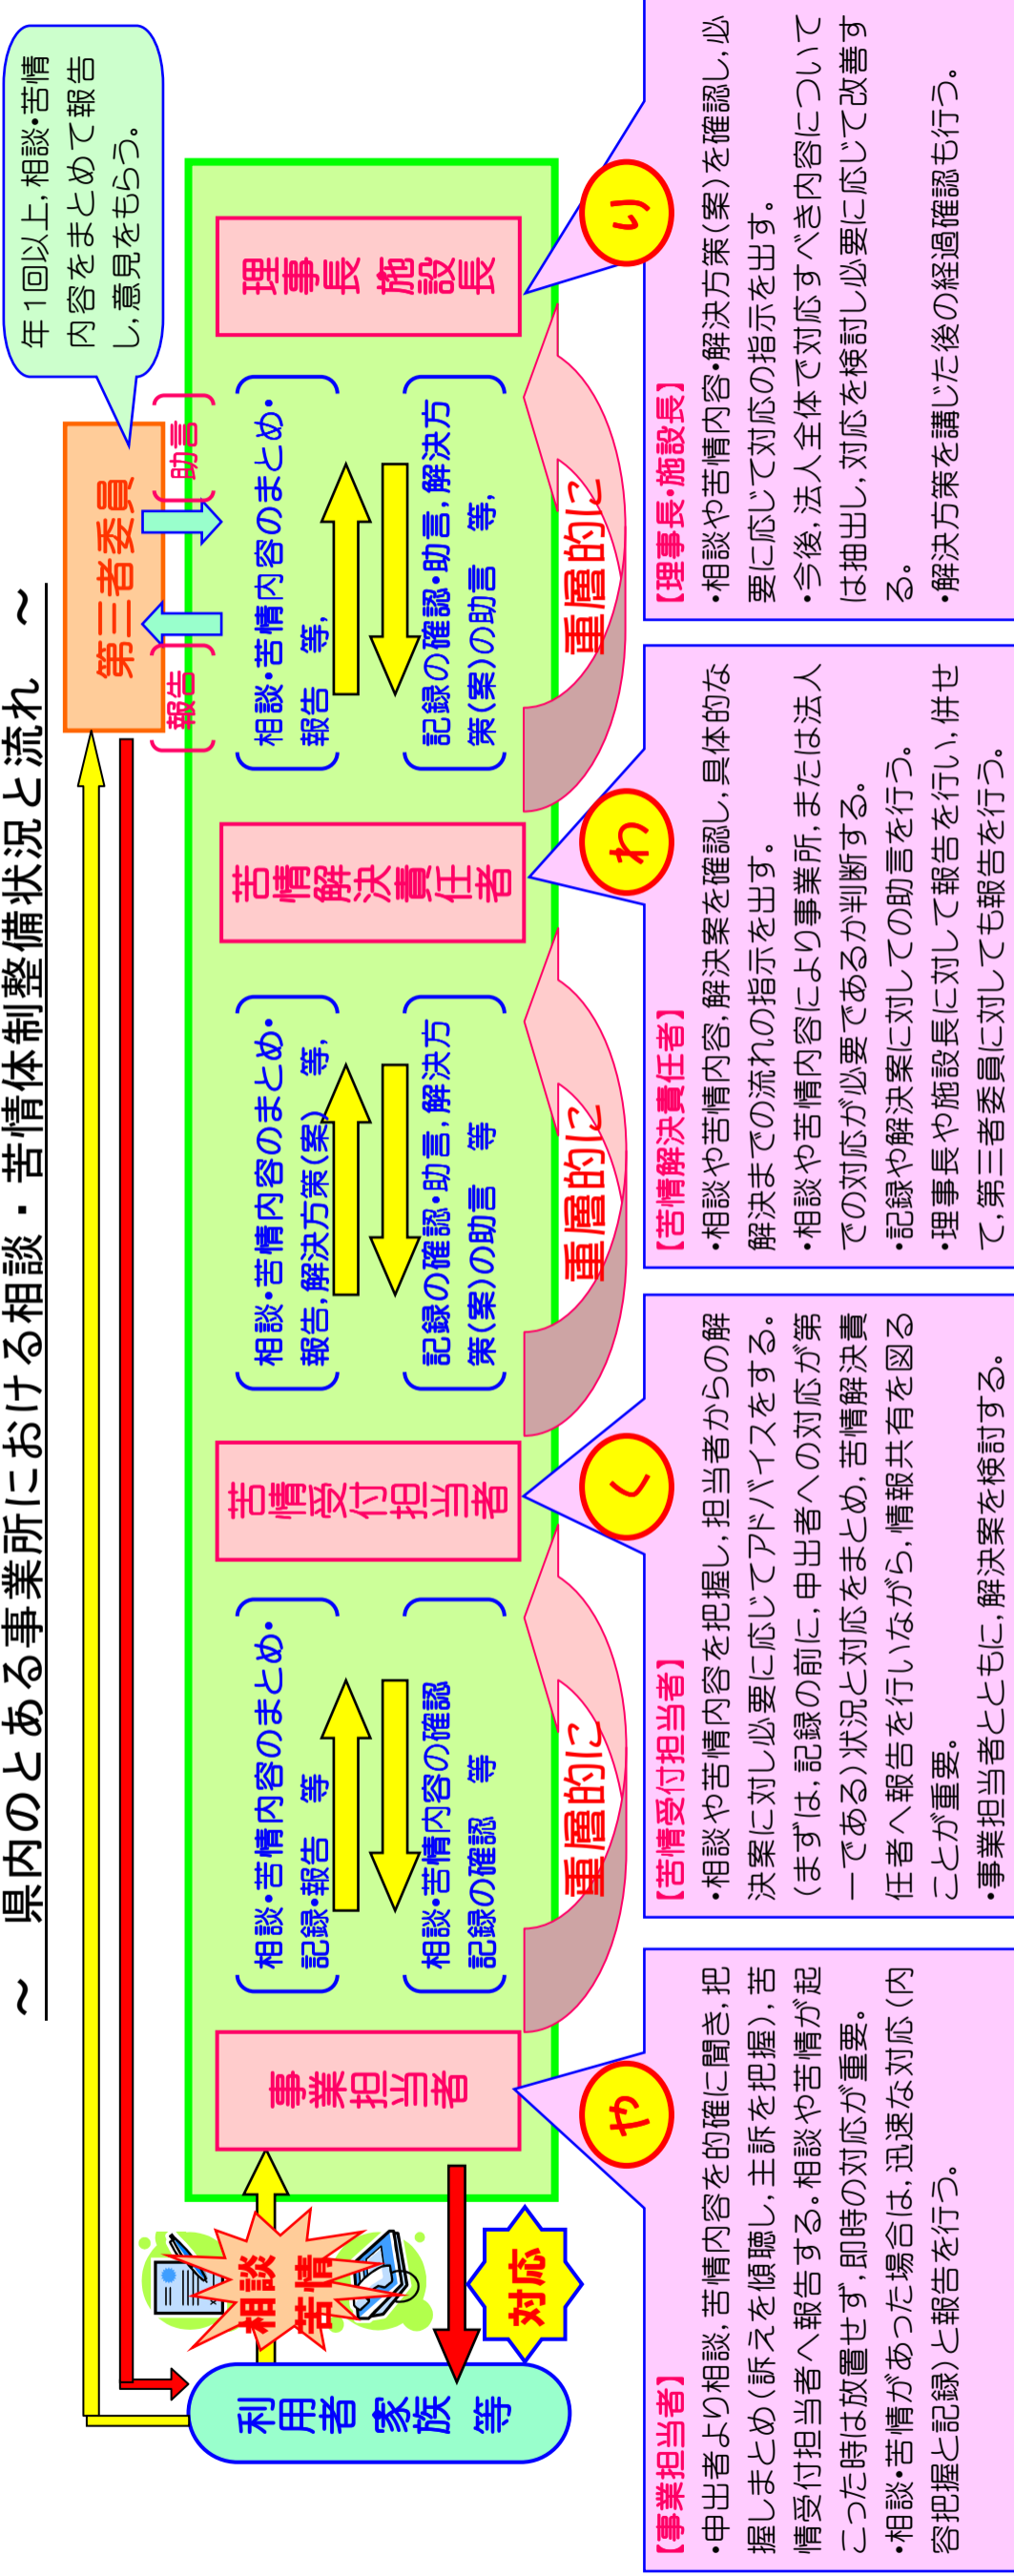 ～　県内のとある事業所における相談・苦情体制整備状況と流れ　～
年１回以上，相談・苦情
内容をまとめて報告
し，意見をもらう。
第三者委員
報告
助言
利用者　家族　等
相談
苦情
対応
事業担当者
相談・苦情内容のまとめ・
記録・報告　等
相談・苦情内容の確認
記録の確認　等
苦情受付担当者
相談・苦情内容のまとめ・
報告，解決方策（案）　等，
記録の確認・助言，解決方
策（案）の助言　等
苦情解決責任者
相談・苦情内容のまとめ・
報告　等，
記録の確認・助言，解決方
策（案）の助言　等，
理事長 施設長
重層的に
重層的に
重層的に
や
く
わ
り
【事業担当者】
・申出者より相談，苦情内容を的確に聞き，把
握しまとめ（訴えを傾聴し，主訴を把握），苦
情受付担当者へ報告する。相談や苦情が起
こった時は放置せず，即時の対応が重要。
・相談・苦情があった場合は，迅速な対応（内
容把握と記録）と報告を行う。
【苦情受付担当者】
・相談や苦情内容を把握し，担当者からの解
決案に対し必要に応じてアドバイスをする。
（まずは，記録の前に，申出者への対応が第
一である）状況と対応をまとめ，苦情解決責
任者へ報告を行いながら，情報共有を図る
ことが重要。
・事業担当者とともに，解決案を検討する。
【苦情解決責任者】
・相談や苦情内容，解決案を確認し，具体的な
解決までの流れの指示を出す。
・相談や苦情内容により事業所，または法人
での対応が必要であるか判断する。
・記録や解決案に対しての助言を行う。
・理事長や施設長に対して報告を行い，併せ
て，第三者委員に対しても報告を行う。
【理事長・施設長】
・相談や苦情内容・解決方策（案）を確認し，必
要に応じて対応の指示を出す。
・今後，法人全体で対応すべき内容について
は抽出し，対応を検討し必要に応じて改善す
る。
・解決方策を講じた後の経過確認も行う。